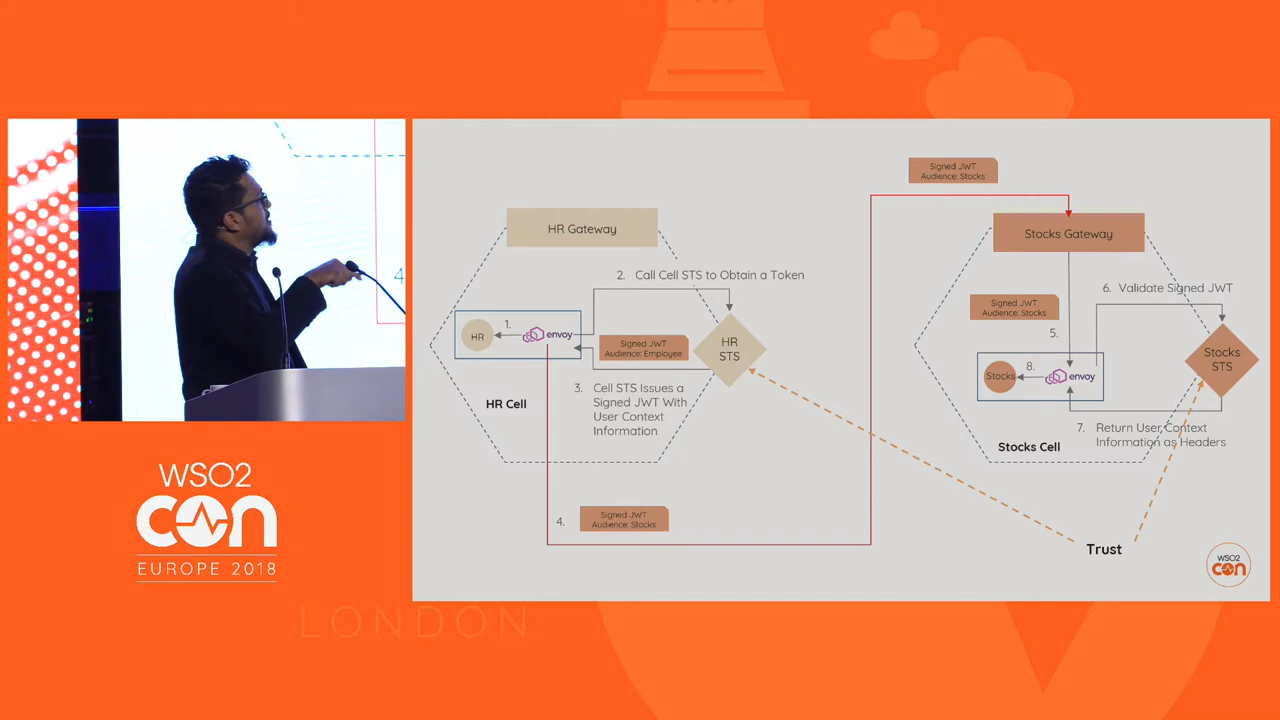 4
WSO2
CON
EUROPE 2018
LONDON
Signed JWT
Audience: Stocks
HR Gateway
Stocks Gateway
2. Call Cell STS to Obtain a Token
6. Validate Signed JWT
Signed JWT
Audience: Stocks
HR
1.
envoy
Signed JWT
Audience: Employee
HR
STS
5.
Stocks
8.
envoy
Stocks
STS
3. Cell STS Issues a
Signed JWT With
User Context
Information
HR Cell
7. Return User Context
Information as Headers
Stocks Cell
4.
Signed JWT
Audience: Stocks
Trust
WSO2
CON